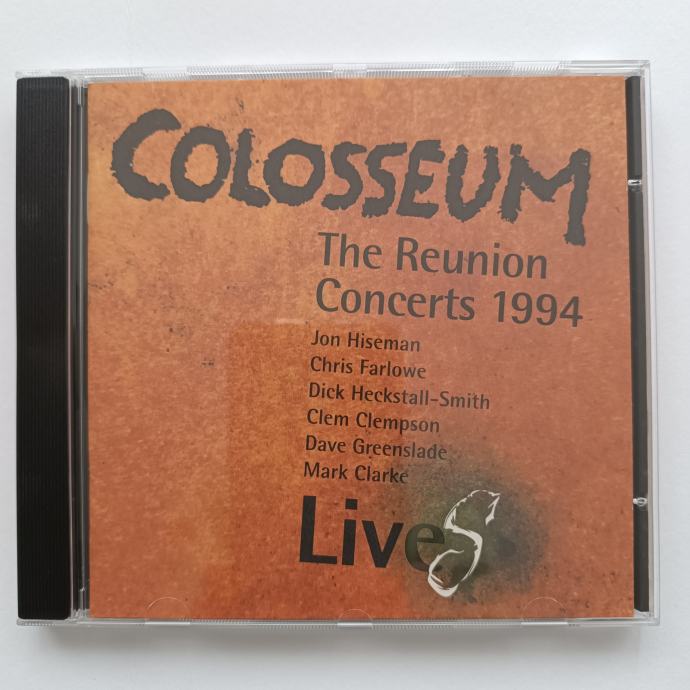 COLOSSEUM
The Reunion
Concerts 1994
Jon Hiseman
Chris Farlowe
Dick Heckstall-Smith
Clem Clempson
Dave Greenslade
Mark Clarke
LiveS